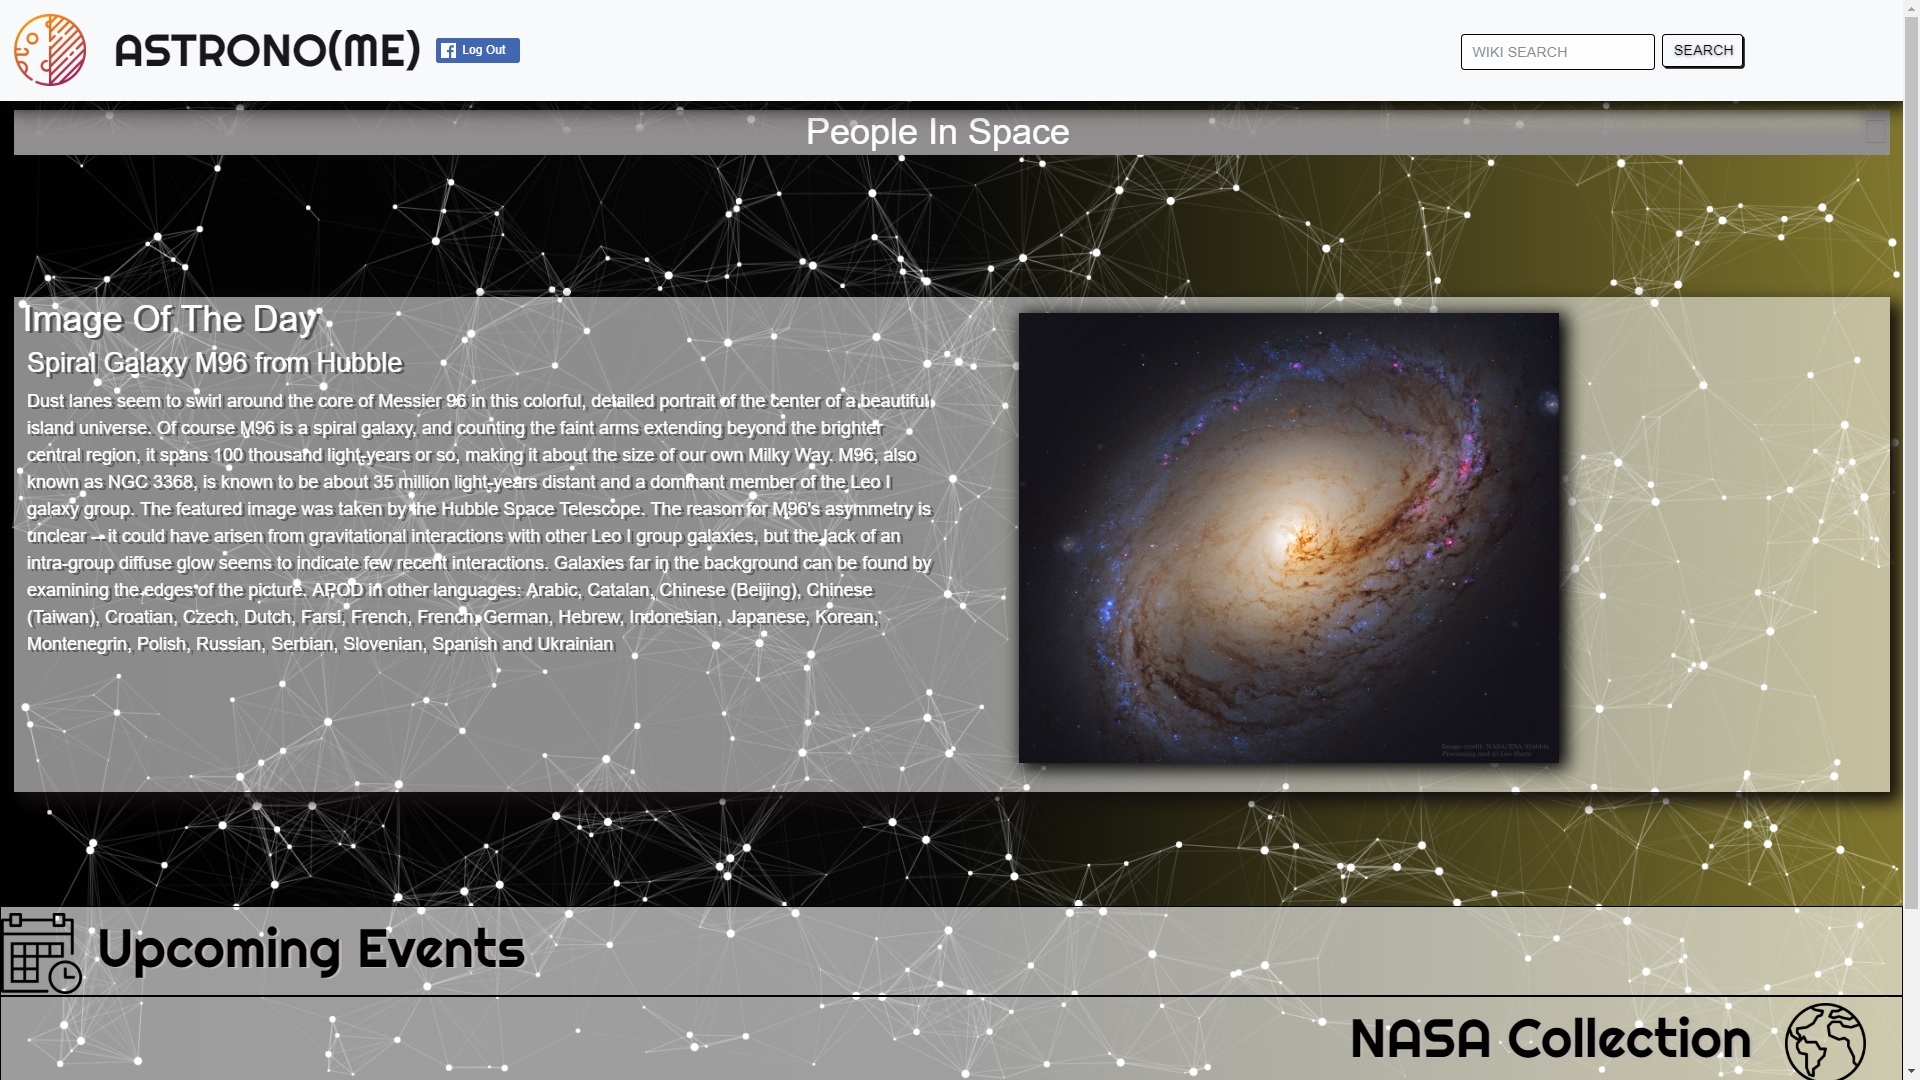 ASTRONO(ME)
Log Out
WIKI SEARCH
SEARCH
People In Space
Image Of The Day
Spiral Galaxy M96 from Hubble
Dust lanes seem to swirl around the core of Messier 96 in this colorful, detailed portrait of the center of a beautiful
island universe. Of course M96 is a spiral galaxy, and counting the faint arms extending beyond the brighter
central region, it spans 100 thousand light-years or so, making it about the size of our own Milky Way. M96, also
known as NGC 3368, is known to be about 35 million light-years distant and a dominant member of the Leo I
galaxy group. The featured image was taken by the Hubble Space Telescope. The reason for M96's asymmetry is
unclear -- it could have arisen from gravitational interactions with other Leo I group galaxies, but the lack of an
intra-group diffuse glow seems to indicate few recent interactions. Galaxies far in the background can be found by
examining the edges of the picture. APOD in other languages: Arabic, Catalan, Chinese (Beijing), Chinese
(Taiwan), Croatian, Czech, Dutch, Farsi, French, French, German, Hebrew, Indonesian, Japanese, Korean,
Montenegrin, Polish, Russian, Serbian, Slovenian, Spanish and Ukrainian
Image credit: NASA/ESA/Hubble
Processing and © Leo Shatz
Upcoming Events
NASA Collection